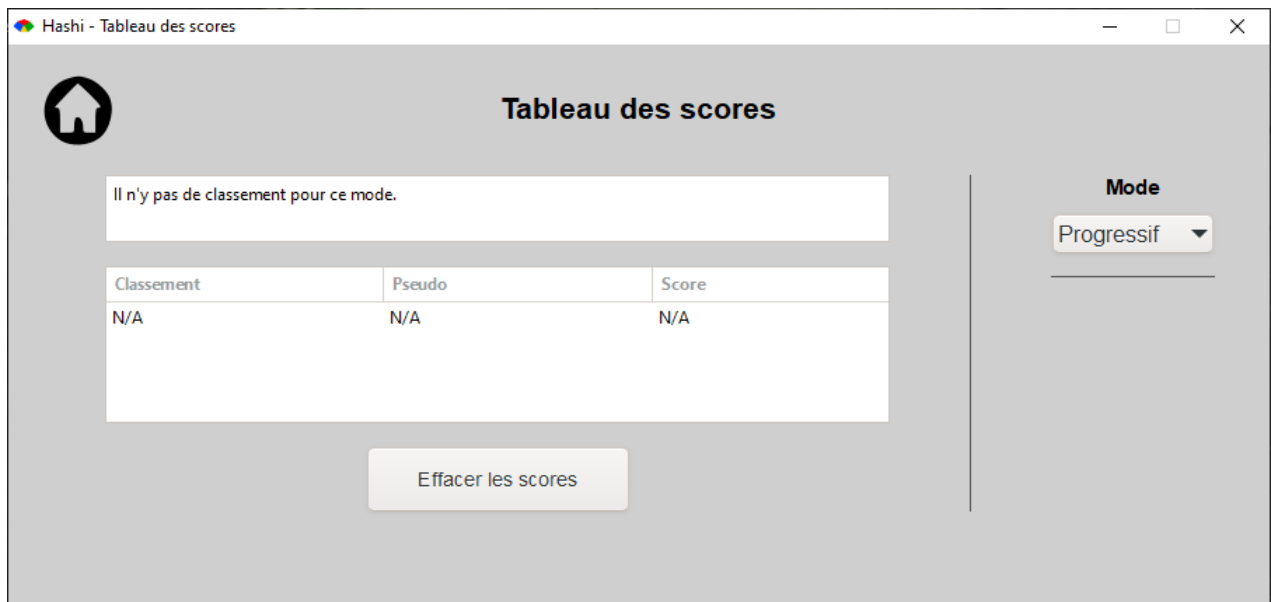 Hashi - Tableau des scores
Tableau des scores
Il n'y pas de classement pour ce mode.
Classement Pseudo Score
N/A N/A N/A
Effacer les scores
Mode
Progressif